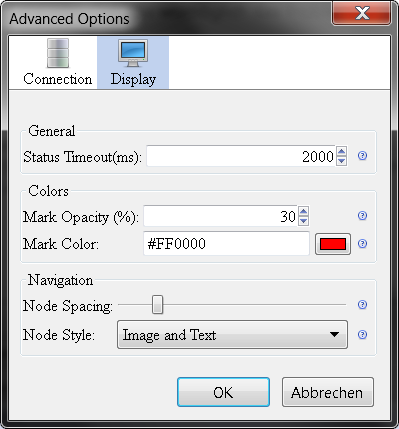 Advanced Options
Connection Display
General
Status Timeout(ms): 2000
Colors
Mark Opacity (%): 30
Mark Color: #FF0000
Navigation
Node Spacing:
Node Style: Image and Text
OK Abbrechen